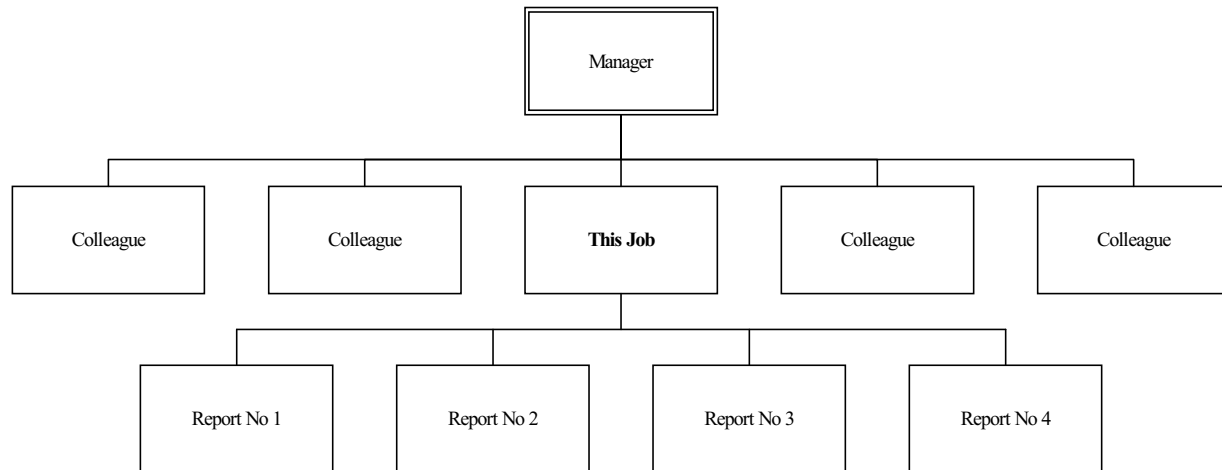 Manager
Colleague
Colleague
This Job
Colleague
Colleague
Report No 1
Report No 2
Report No 3
Report No 4